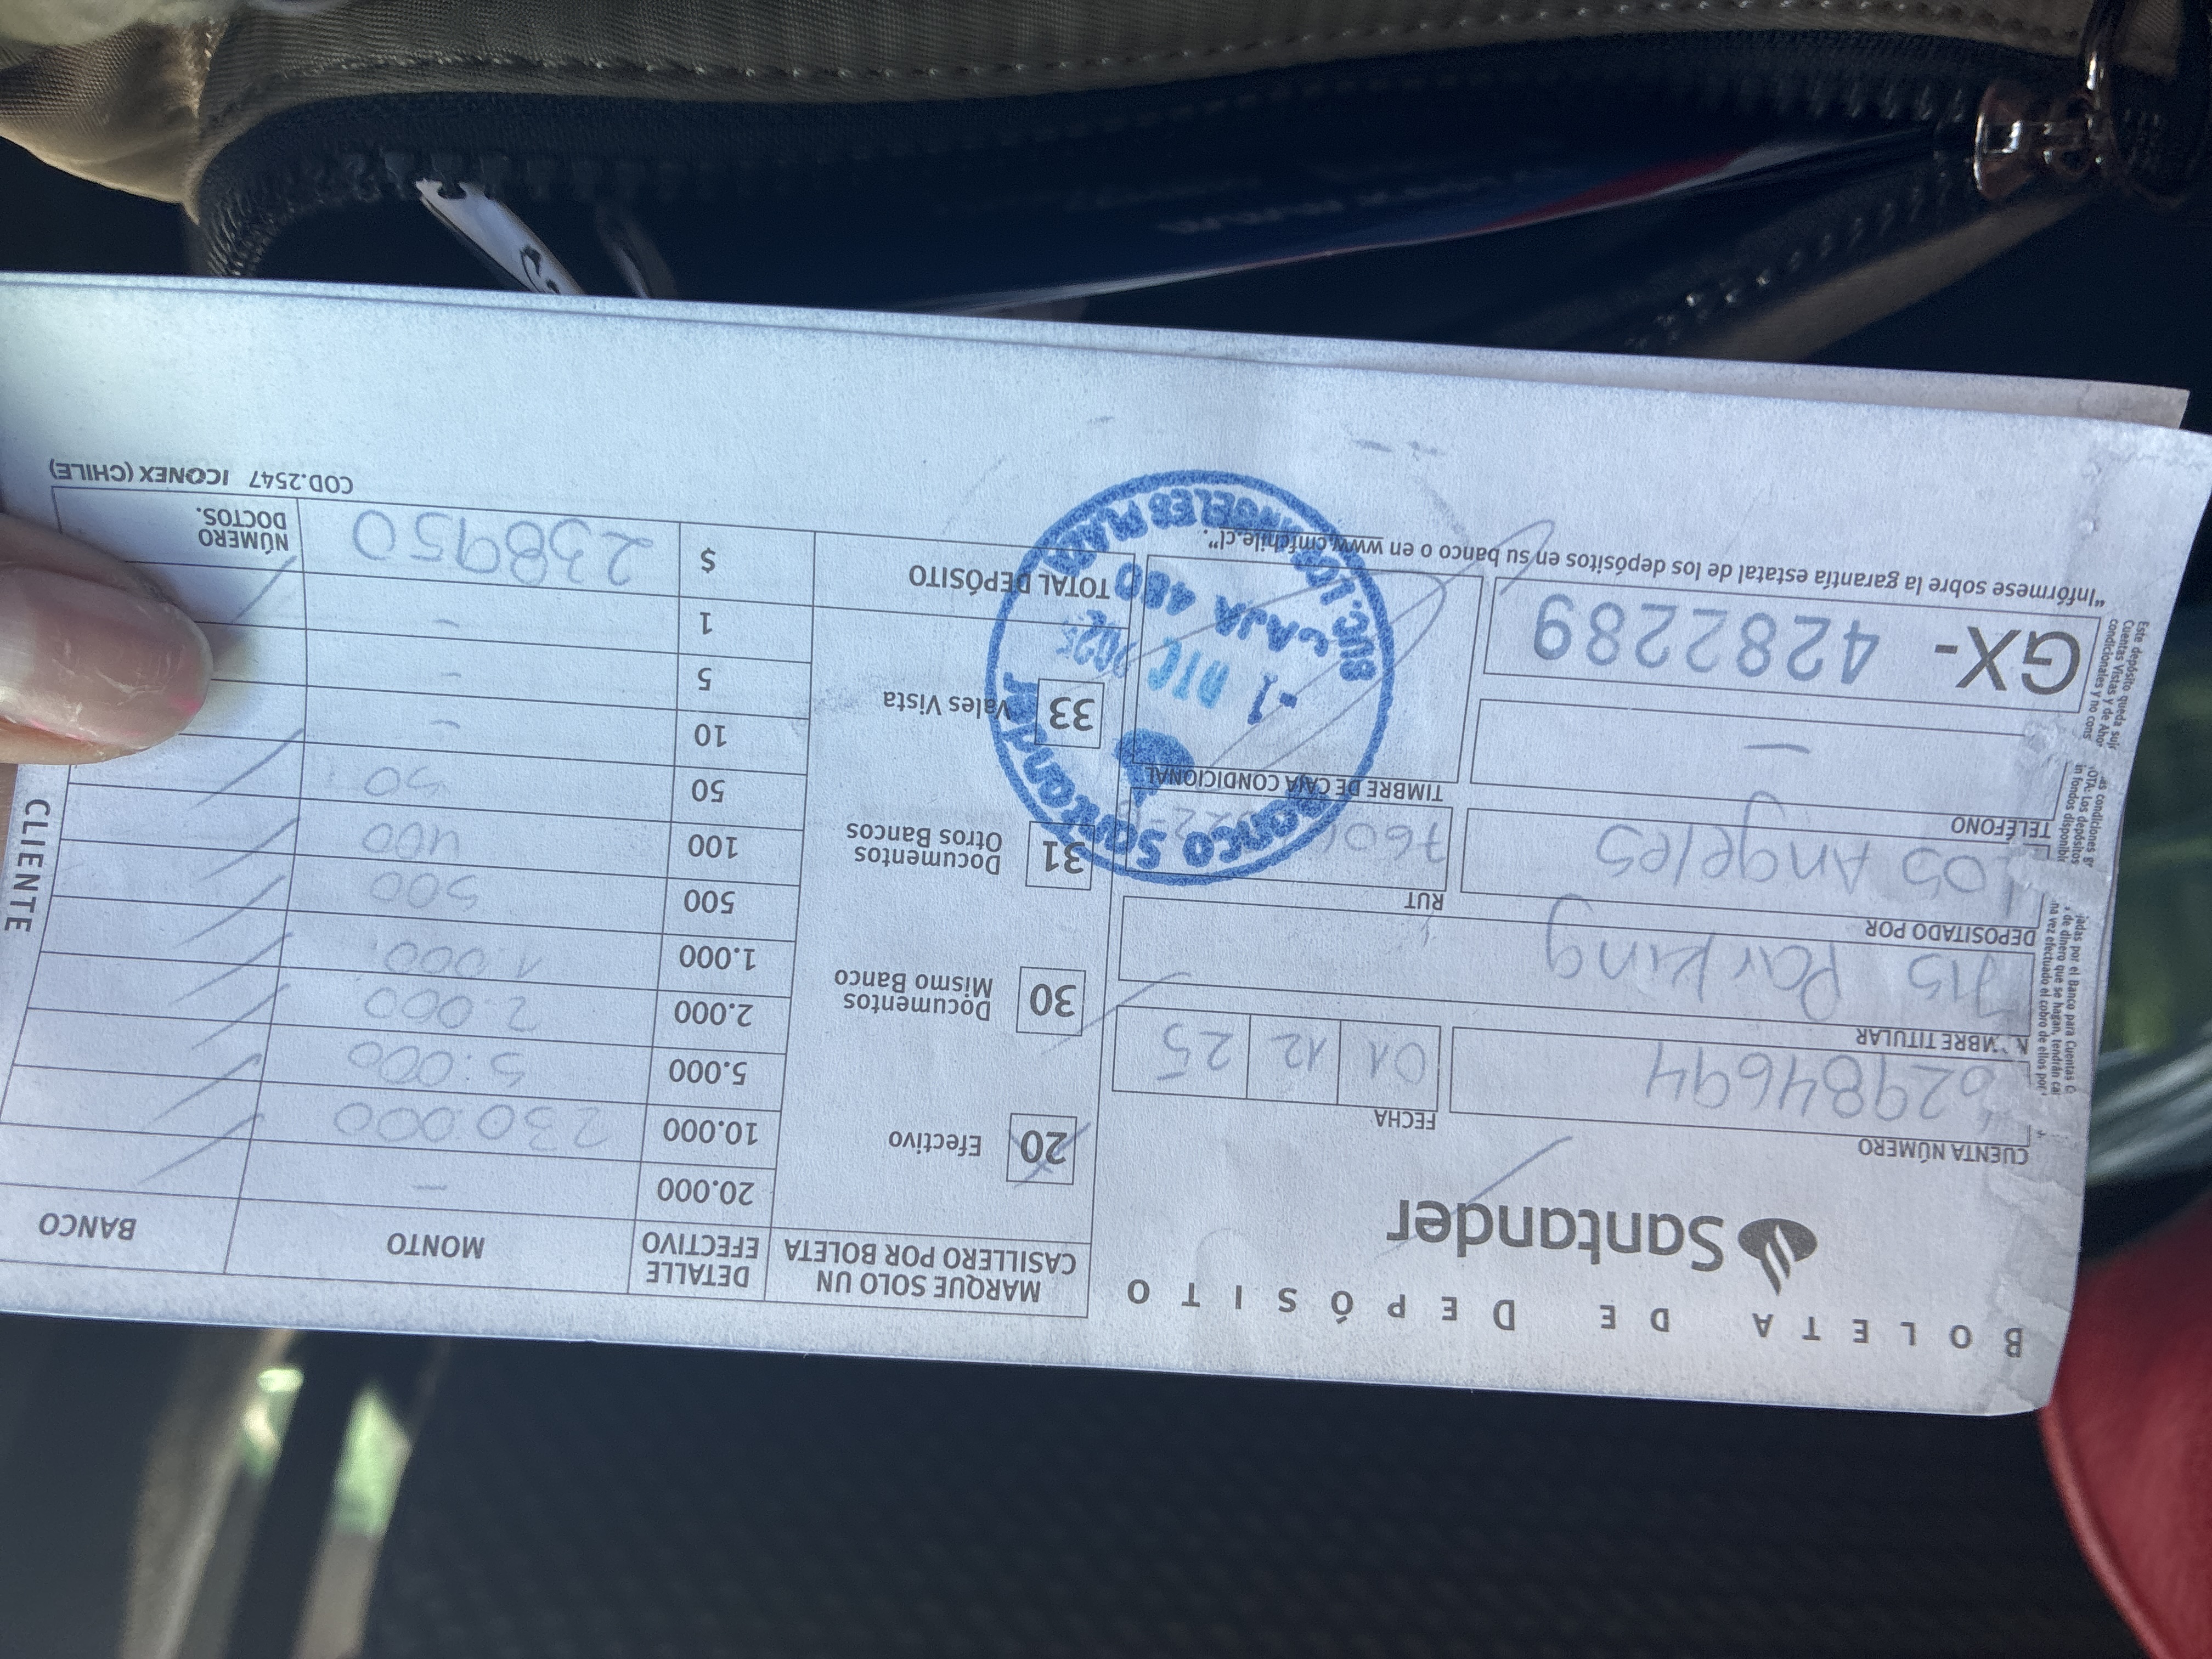 BOLETA DE DEPÓSITO
Santander
CUENTA NÚMERO
62984694
FECHA
01 12 25
NOMBRE TITULAR
715 Parking
DEPOSITADO POR
Los Angeles
RUT
TELÉFONO
—
TIMBRE DE CAJA CONDICIONAL
GX- 4282289
"Infórmese sobre la garantía estatal de los depósitos en su banco o en www.cmfchile.cl".
MARQUE SOLO UN CASILLERO POR BOLETA
20 Efectivo
30 Documentos Mismo Banco
31 Documentos Otros Bancos
33 Vales Vista
DETALLE EFECTIVO MONTO BANCO
20.000 —
10.000 230.000
5.000 5.000
2.000 2.000
1.000 1.000
500 500
100 400
50 50
10 —
5 —
1 —
TOTAL DEPÓSITO $ 238950
NÚMERO DOCTOS.
COD.2547 ICONEX (CHILE)
CLIENTE
Banco Santander
-1 DIC 2025
CAJA 480
SUC. LOS ANGELES PLAZA